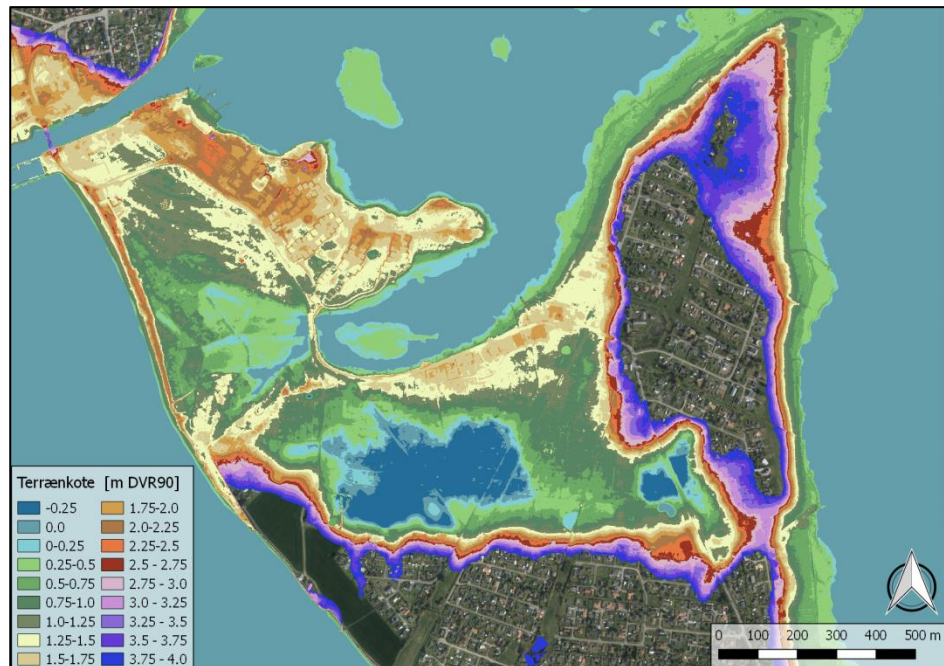 Terrænkote [m DVR90]
-0.25 1.75-2.0
0.0 2.0-2.25
0-0.25 2.25-2.5
0.25-0.5 2.5 - 2.75
0.5-0.75 2.75 - 3.0
0.75-1.0 3.0 - 3.25
1.0-1.25 3.25 - 3.5
1.25-1.5 3.5 - 3.75
1.5-1.75 3.75 - 4.0
0 100 200 300 400 500 m